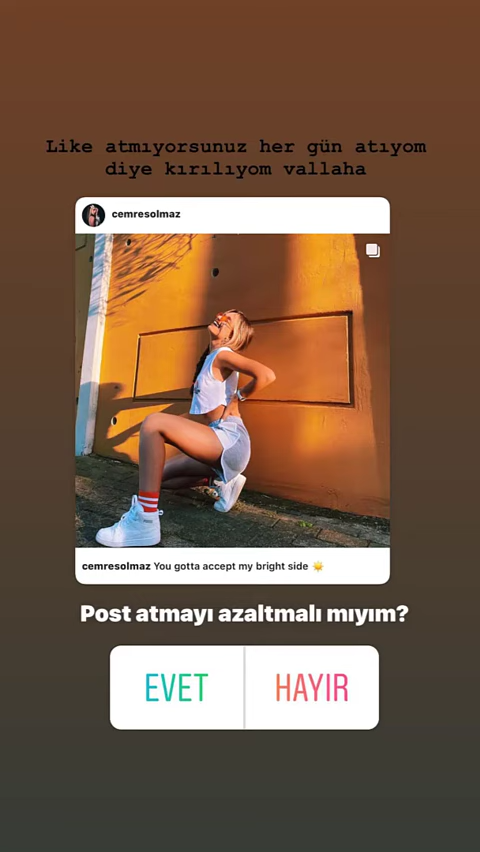 Like atmıyorsunuz her gün atıyom
diye kırılıyom vallaha
cemresolmaz
cemresolmaz You gotta accept my bright side ☀️
Post atmayı azaltmalı mıyım?
EVET HAYIR